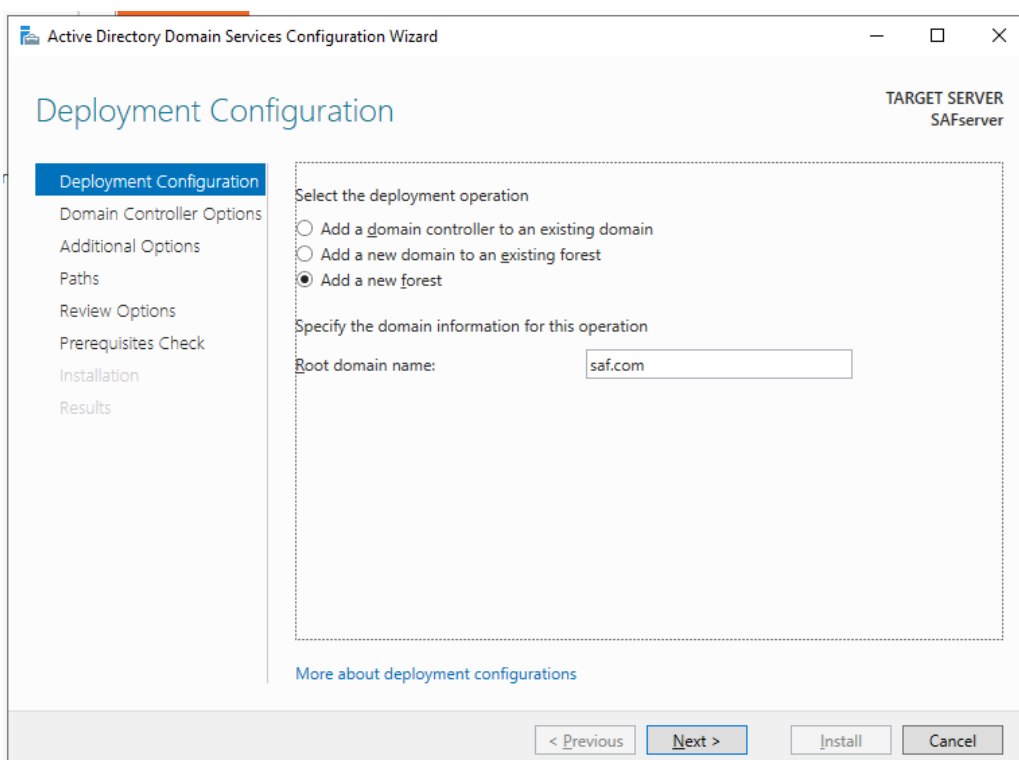 Active Directory Domain Services Configuration Wizard
Deployment Configuration
TARGET SERVER
SAFserver
Deployment Configuration
Domain Controller Options
Additional Options
Paths
Review Options
Prerequisites Check
Installation
Results
Select the deployment operation
Add a domain controller to an existing domain
Add a new domain to an existing forest
Add a new forest
Specify the domain information for this operation
Root domain name: saf.com
More about deployment configurations
< Previous Next > Install Cancel